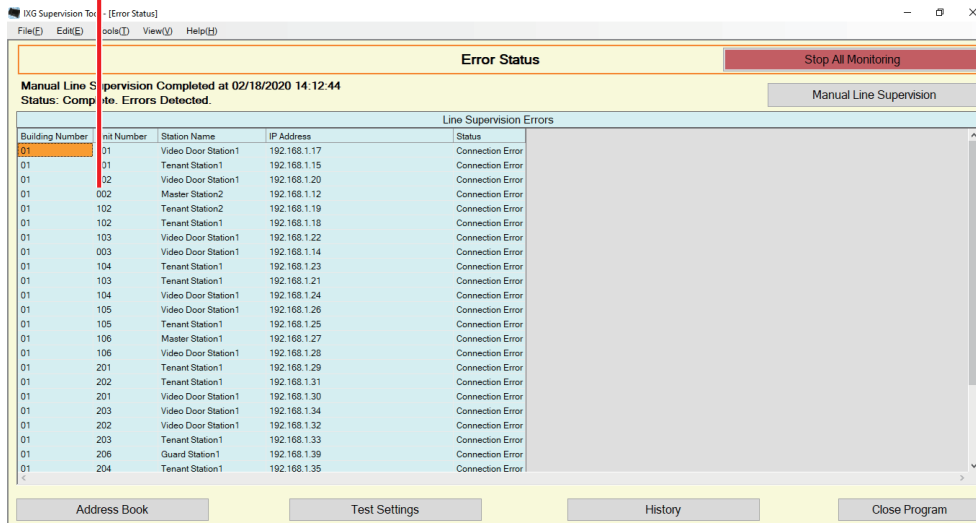 IXG Supervision Tool - [Error Status]
File(F) Edit(E) Tools(T) View(V) Help(H)
Error Status
Stop All Monitoring
Manual Line Supervision Completed at 02/18/2020 14:12:44
Status: Complete. Errors Detected.
Manual Line Supervision
Line Supervision Errors
Building Number Unit Number Station Name IP Address Status
01 Video Door Station1 192.168.1.17 Connection Error
01 Tenant Station1 192.168.1.15 Connection Error
01 Video Door Station1 192.168.1.20 Connection Error
01 002 Master Station2 192.168.1.12 Connection Error
01 102 Tenant Station2 192.168.1.19 Connection Error
01 102 Tenant Station1 192.168.1.18 Connection Error
01 103 Video Door Station1 192.168.1.22 Connection Error
01 003 Video Door Station1 192.168.1.14 Connection Error
01 104 Tenant Station1 192.168.1.23 Connection Error
01 103 Tenant Station1 192.168.1.21 Connection Error
01 104 Video Door Station1 192.168.1.24 Connection Error
01 105 Video Door Station1 192.168.1.26 Connection Error
01 105 Tenant Station1 192.168.1.25 Connection Error
01 106 Master Station1 192.168.1.27 Connection Error
01 106 Video Door Station1 192.168.1.28 Connection Error
01 201 Tenant Station1 192.168.1.29 Connection Error
01 202 Tenant Station1 192.168.1.31 Connection Error
01 201 Video Door Station1 192.168.1.30 Connection Error
01 203 Video Door Station1 192.168.1.34 Connection Error
01 202 Video Door Station1 192.168.1.32 Connection Error
01 203 Tenant Station1 192.168.1.33 Connection Error
01 206 Guard Station1 192.168.1.39 Connection Error
01 204 Tenant Station1 192.168.1.35 Connection Error
Address Book Test Settings History Close Program